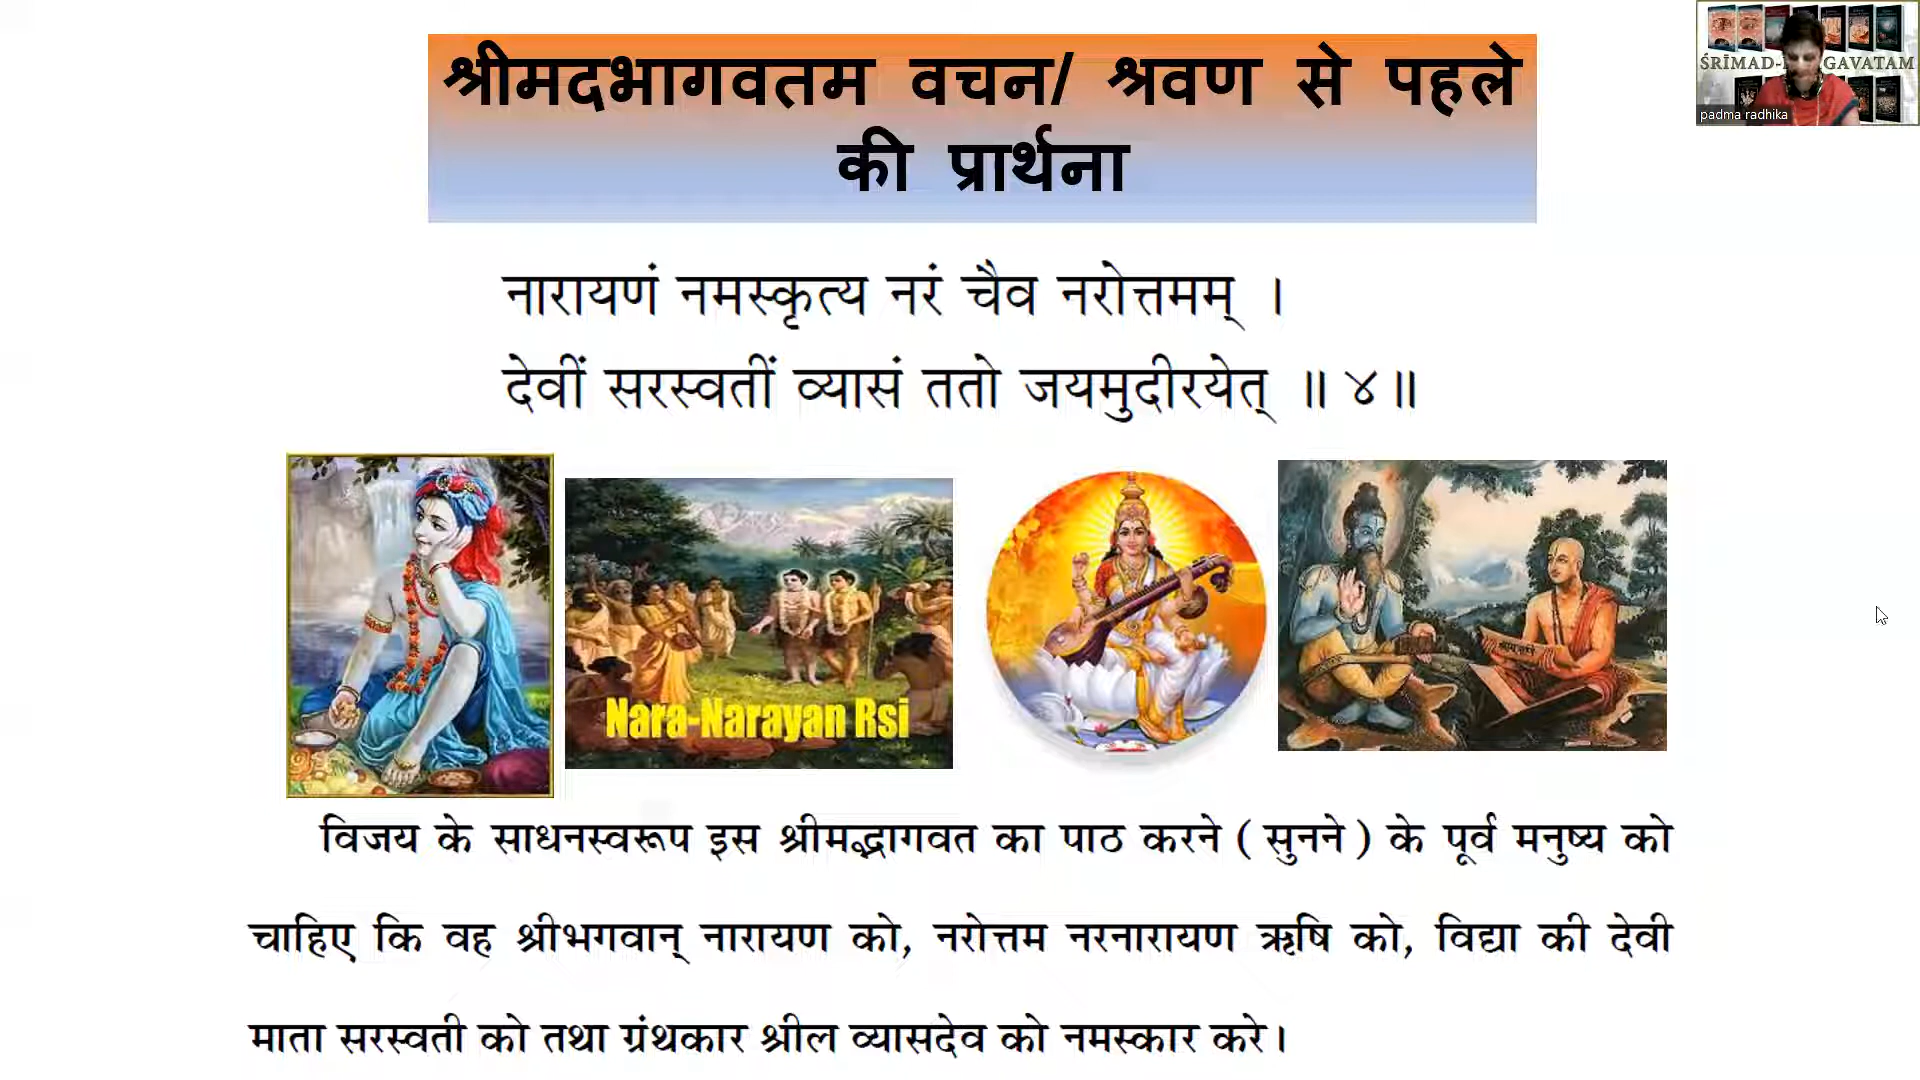 श्रीमदभागवतम वचन/ श्रवण से पहले
की प्रार्थना
ŚRĪMAD- GAVATAM
padma radhika
नारायणं नमस्कृत्य नरं चैव नरोत्तमम् ।
देवीं सरस्वतीं व्यासं ततो जयमुदीरयेत् ॥ ४॥
Nara-Narayan Rsi
विजय के साधनस्वरूप इस श्रीमद्भागवत का पाठ करने ( सुनने ) के पूर्व मनुष्य को
चाहिए कि वह श्रीभगवान् नारायण को, नरोत्तम नरनारायण ऋषि को, विद्या की देवी
माता सरस्वती को तथा ग्रंथकार श्रील व्यासदेव को नमस्कार करे।